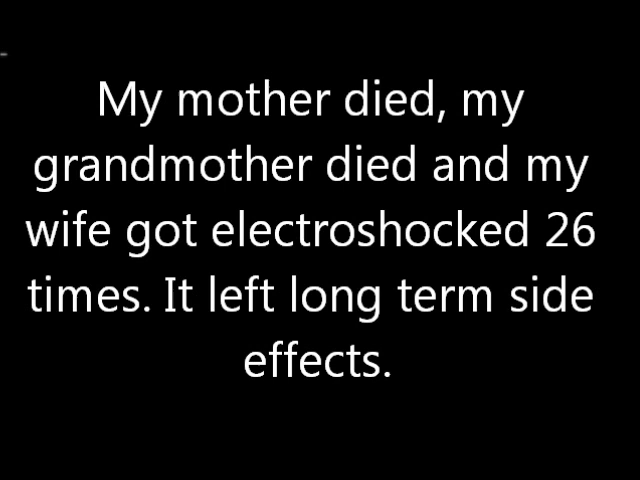 My mother died, my
grandmother died and my
wife got electroshocked 26
times. It left long term side
effects.